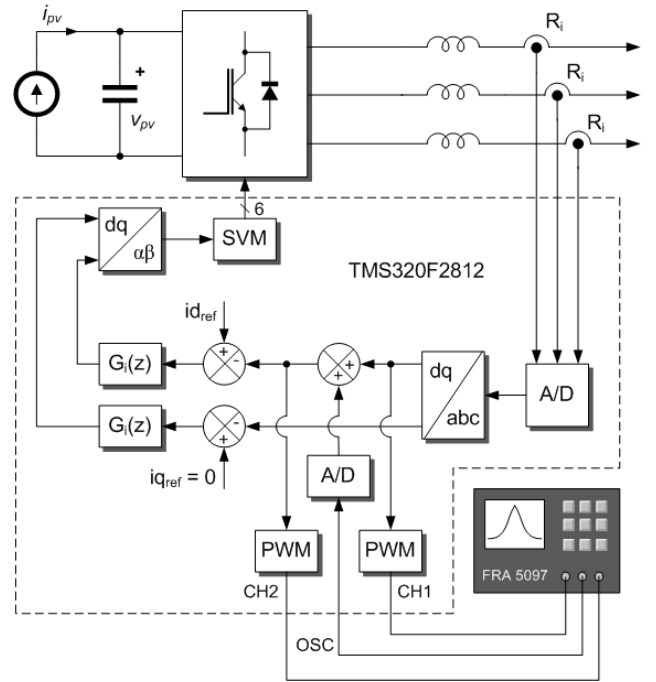 i_pv
R_i
+
R_i
v_pv
R_i
6
dq
αβ
SVM
TMS320F2812
id_ref
+
-
+
+
G_i(z)
dq
abc
A/D
G_i(z)
-
+
iq_ref = 0
A/D
PWM
PWM
FRA 5097
CH2
CH1
OSC